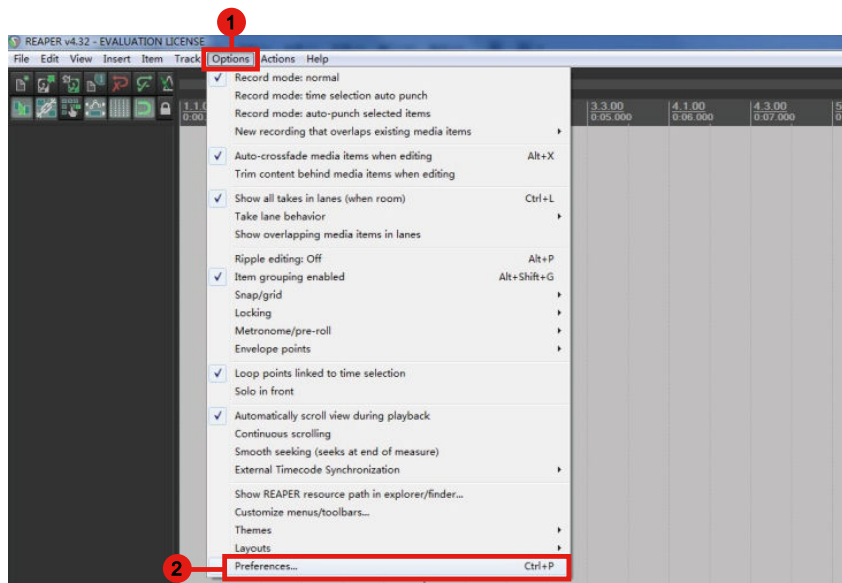 1
REAPER v4.32 - EVALUATION LICENSE
File Edit View Insert Item Track Options Actions Help
Record mode: normal
Record mode: time selection auto punch
Record mode: auto-punch selected items
New recording that overlaps existing media items
Auto-crossfade media items when editing Alt+X
Trim content behind media items when editing
Show all takes in lanes (when room) Ctrl+L
Take lane behavior
Show overlapping media items in lanes
Ripple editing: Off Alt+P
Item grouping enabled Alt+Shift+G
Snap/grid
Locking
Metronome/pre-roll
Envelope points
Loop points linked to time selection
Solo in front
Automatically scroll view during playback
Continuous scrolling
Smooth seeking (seeks at end of measure)
External Timecode Synchronization
Show REAPER resource path in explorer/finder...
Customize menus/toolbars...
Themes
Layouts
2 Preferences... Ctrl+P
3.3.00 4.1.00 4.3.00
0:05.000 0:06.000 0:07.000